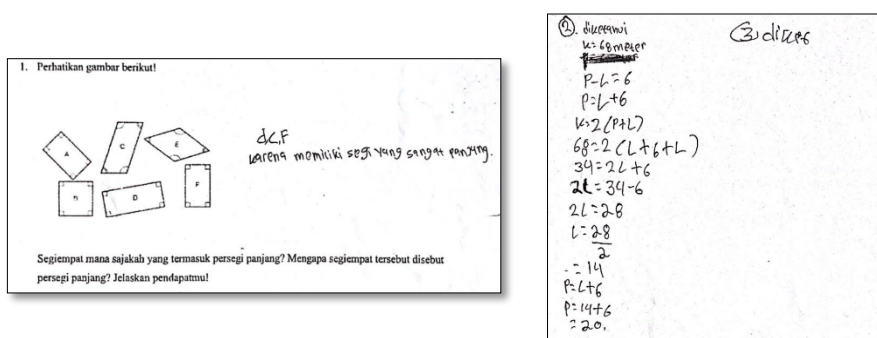 1. Perhatikan gambar berikut!
A
C
E
B
D
F
d.c.F
karena memiliki segi yang sangat panjang.
Segiempat mana sajakah yang termasuk persegi panjang? Mengapa segiempat tersebut disebut
persegi panjang? Jelaskan pendapatmu!
②. diketahui
k=68meter
P-L=6
P=L+6
K=2(P+L)
68=2(L+6+L)
34=2L+6
2L=34-6
2L=28
L=28
2
= 14
P=L+6
P=14+6
=20.
③